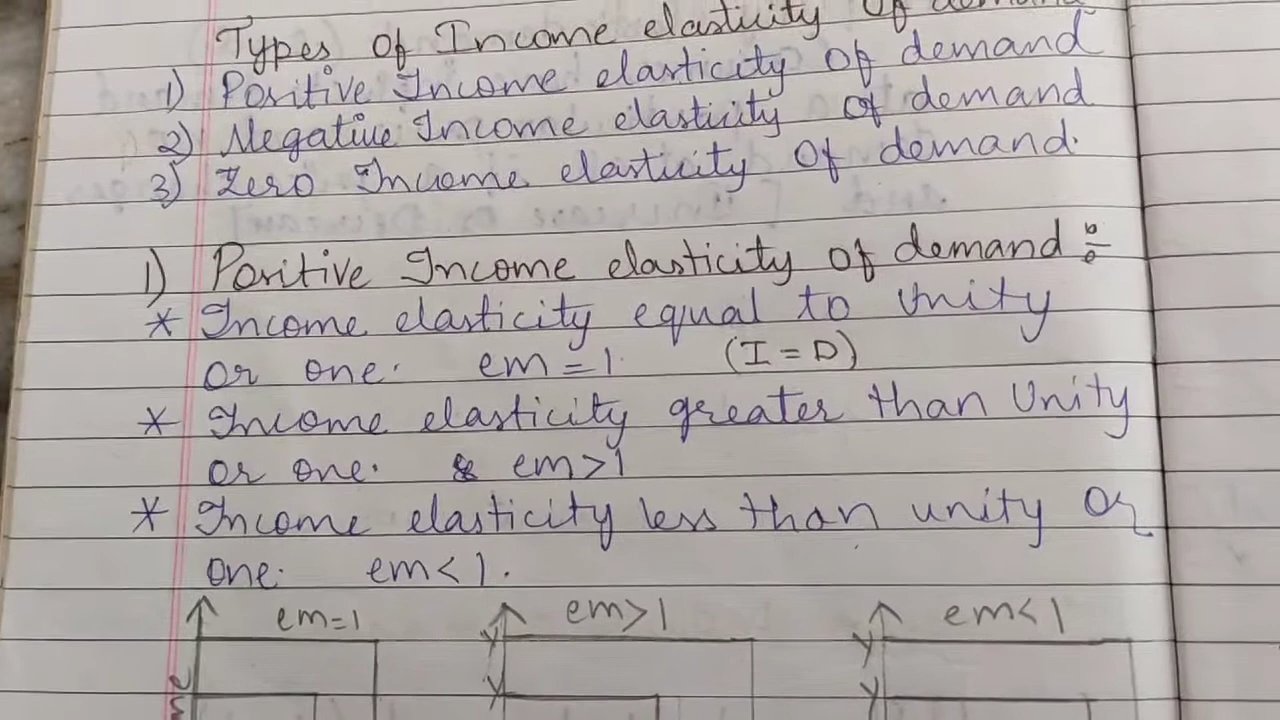 Types of Income elasticity of demand
1) Positive Income elasticity of demand
2) Negative Income elasticity of demand
3) Zero Income elasticity of demand.
1) Positive Income elasticity of demand ÷
* Income elasticity equal to Unity
or one. em = 1. (I = D)
* Income elasticity greater than Unity
or one. em > 1
* Income elasticity less than unity or
one. em < 1.
em=1 em>1 em<1
Y Y
Y Y